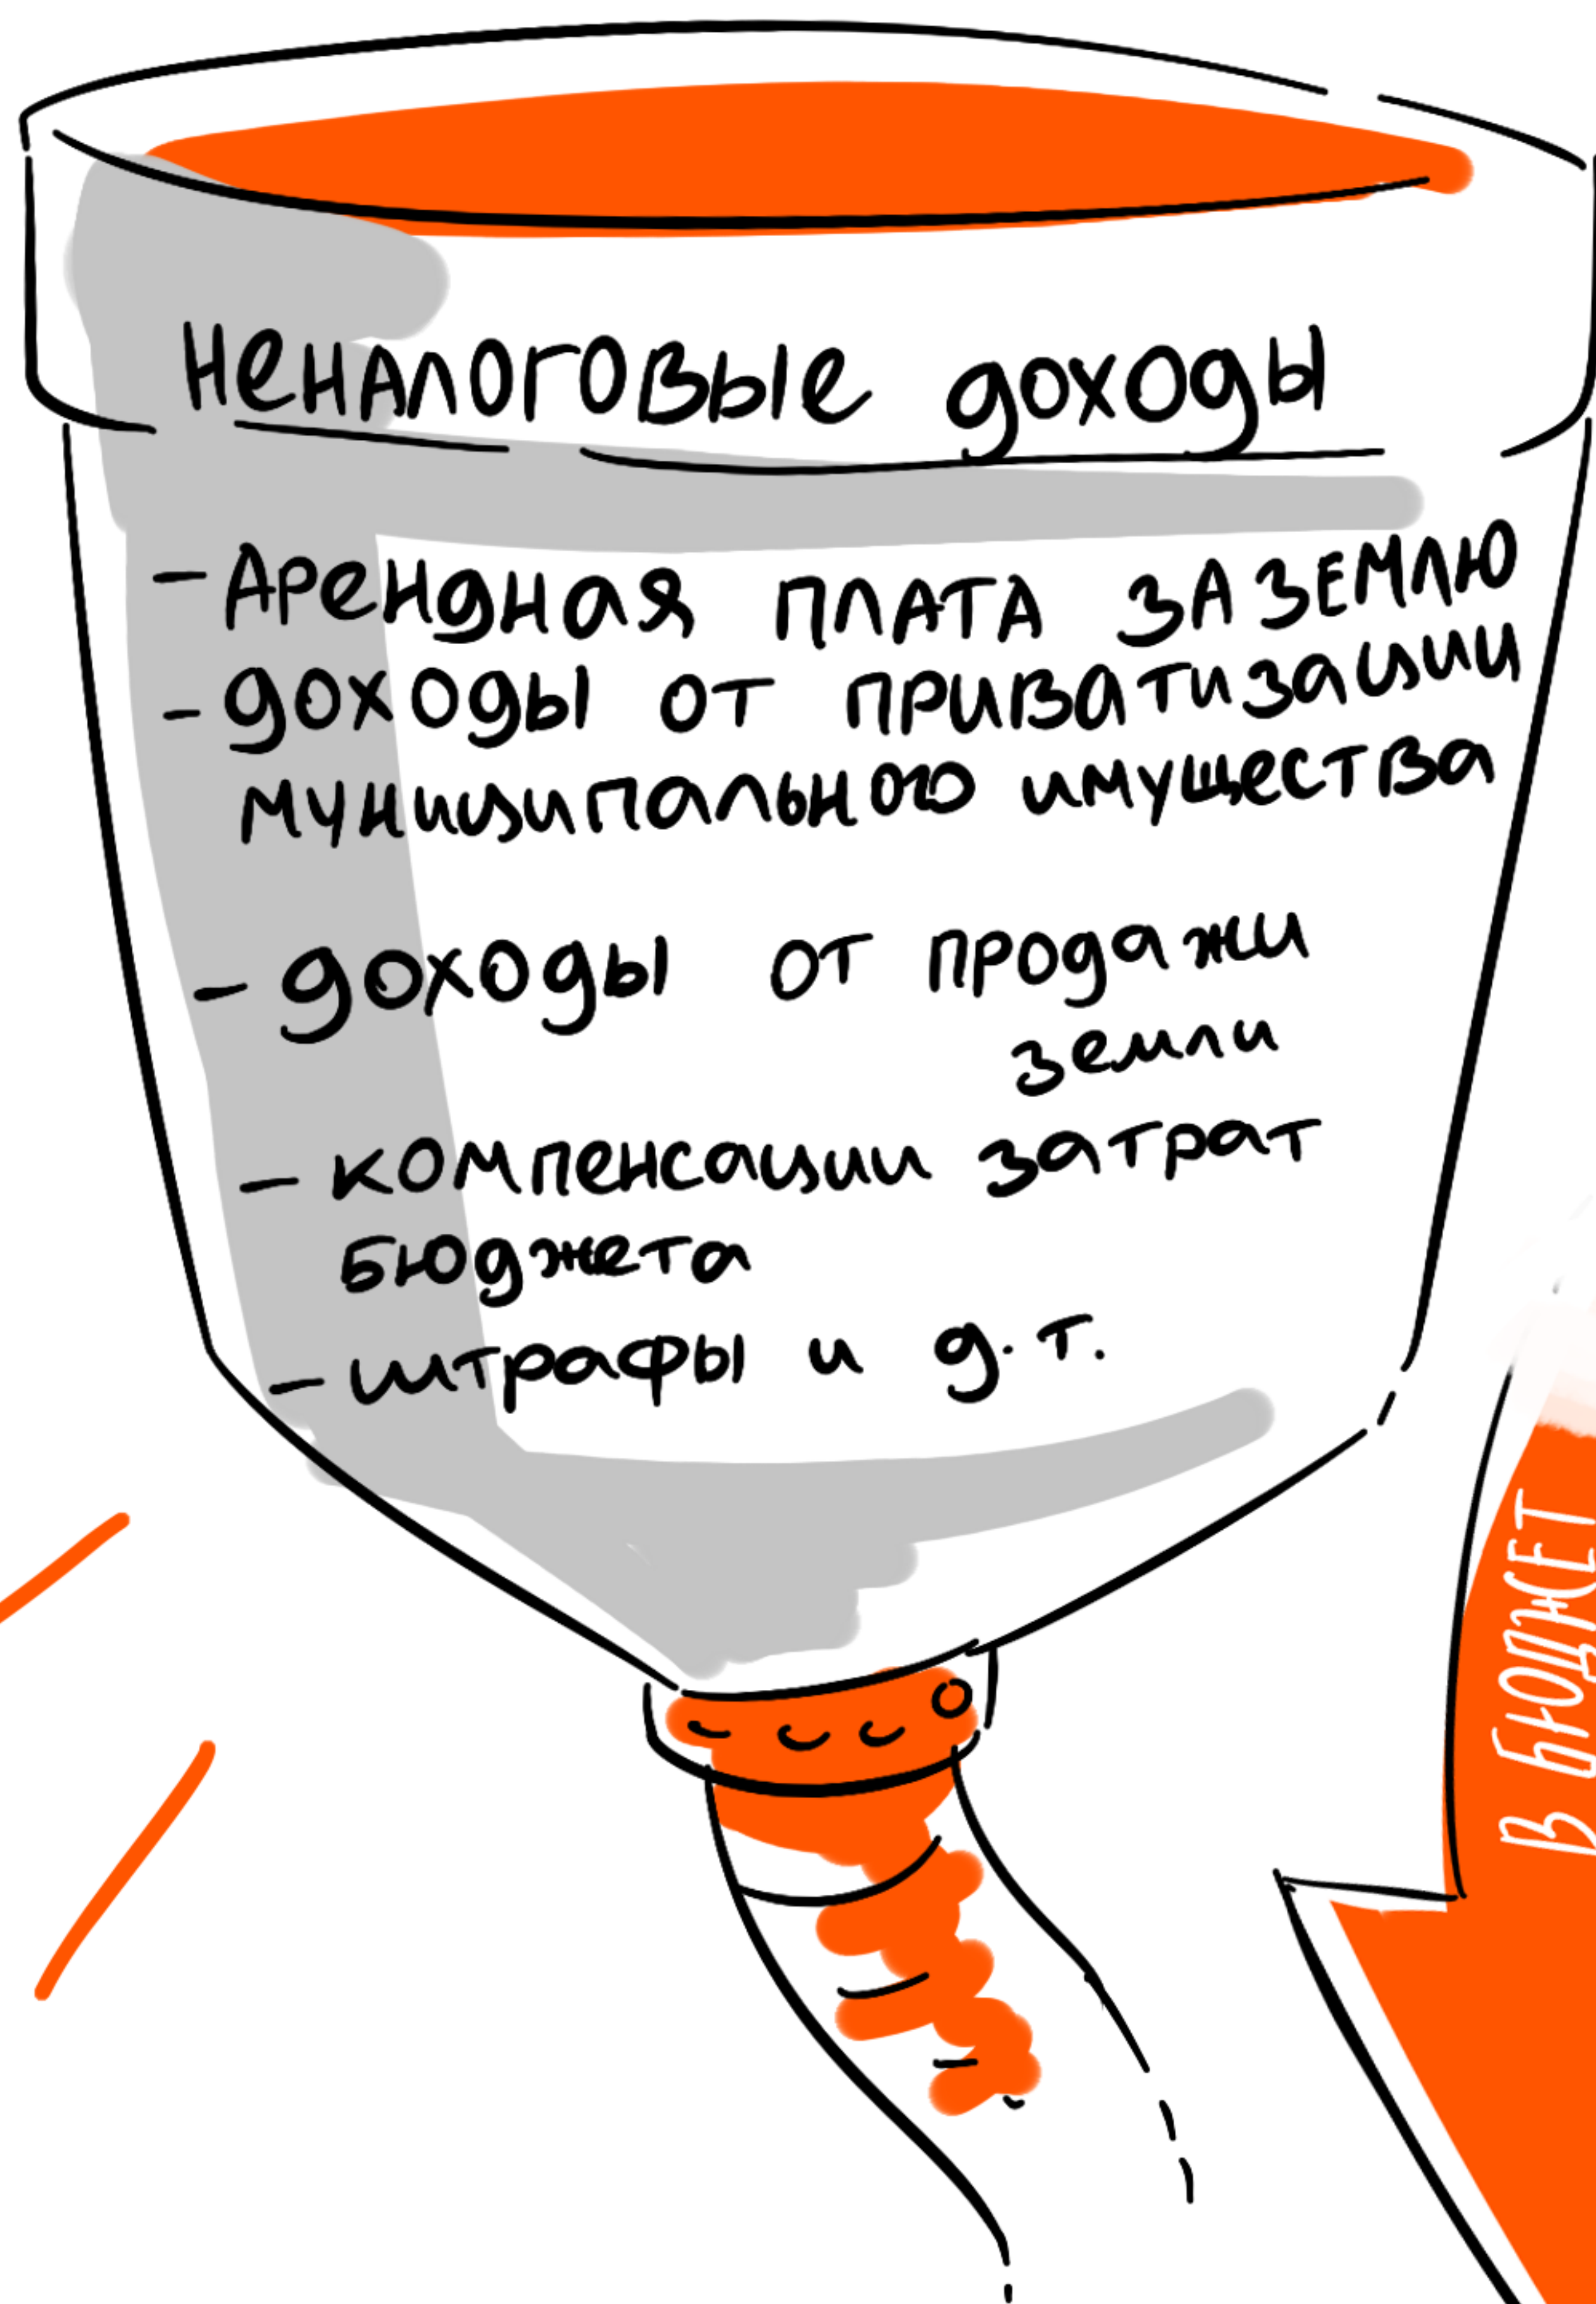 Неналоговые доходы
- Арендная плата за землю
- доходы от приватизации
муниципального имущества
- доходы от продажи
земли
- компенсации затрат
бюджета
- штрафы и д.т.
В БЮДЖЕТ